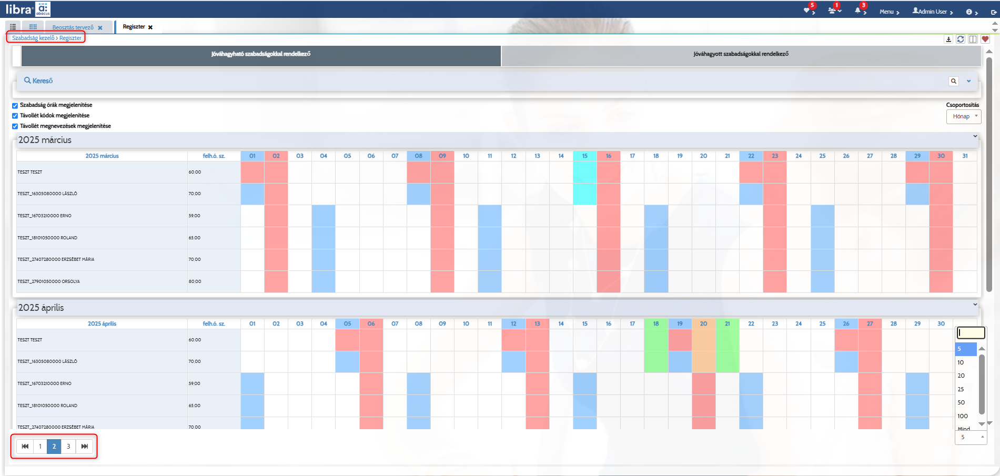 libra abacus 5 1 3 Menu Admin User
Beosztás tervező Regiszter
Szabadság kezelő > Regiszter
Jóváhagyható szabadságokkal rendelkező Jóváhagyott szabadságokkal rendelkező
Kereső
Szabadság órák megjelenítése Csoportosítás
Távollét kódok megjelenítése Hónap
Távollét megnevezések megjelenítése
2025 március
2025 március felh.ó. sz. 01 02 03 04 05 06 07 08 09 10 11 12 13 14 15 16 17 18 19 20 21 22 23 24 25 26 27 28 29 30 31
TESZT TESZT 60,00
TESZT_16305080000 LÁSZLÓ 70,00
TESZT_16703210000 ERNO 59,00
TESZT_18101050000 ROLAND 65,00
TESZT_27407280000 ERZSÉBET MÁRIA 70,00
TESZT_27901050000 ORSOLYA 80,00
2025 április
2025 április felh.ó. sz. 01 02 03 04 05 06 07 08 09 10 11 12 13 14 15 16 17 18 19 20 21 22 23 24 25 26 27 28 29 30
TESZT TESZT 60,00
5
TESZT_16305080000 LÁSZLÓ 70,00
10
20
TESZT_16703210000 ERNO 59,00
25
50
TESZT_18101050000 ROLAND 65,00
100
TESZT_27407280000 ERZSÉBET MÁRIA 70,00
Mind
5
1 2 3